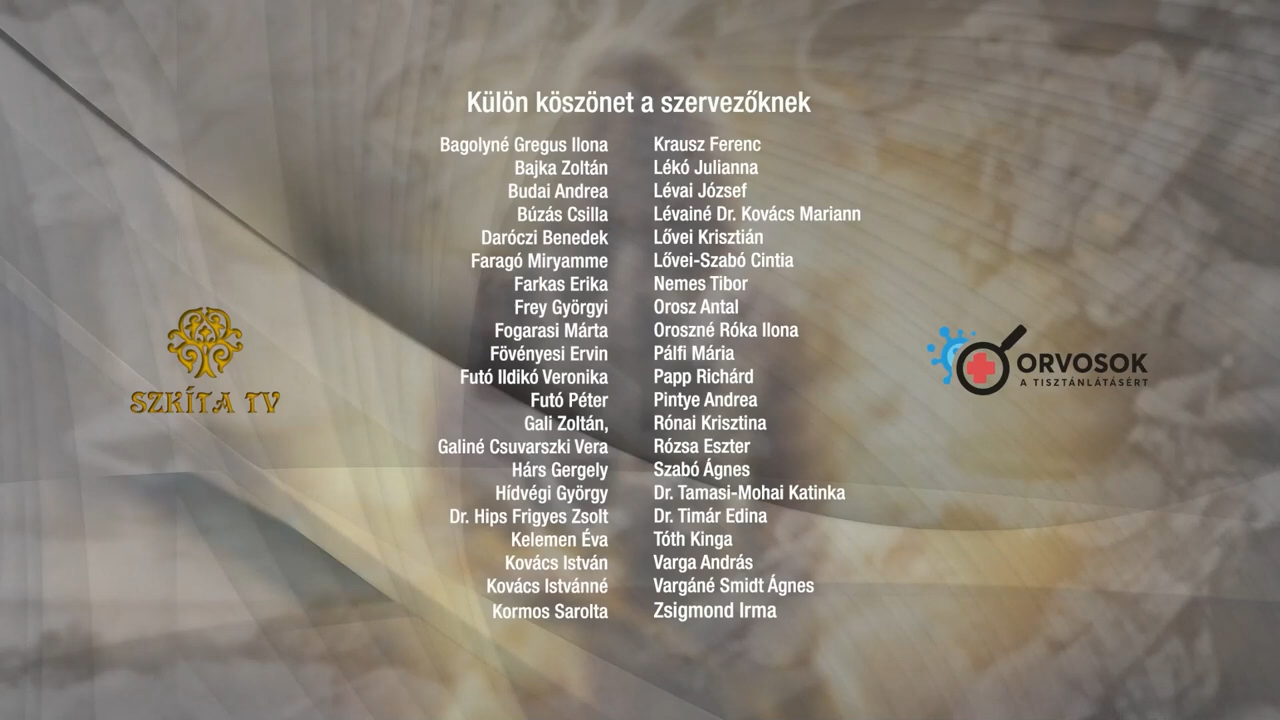 Külön köszönet a szervezőknek
Bagolyné Gregus Ilona
Bajka Zoltán
Budai Andrea
Búzás Csilla
Daróczi Benedek
Faragó Miryamme
Farkas Erika
Frey Györgyi
Fogarasi Márta
Fövényesi Ervin
Futó Ildikó Veronika
Futó Péter
Gali Zoltán,
Galiné Csuvarszki Vera
Hárs Gergely
Hídvégi György
Dr. Hips Frigyes Zsolt
Kelemen Éva
Kovács István
Kovács Istvánné
Kormos Sarolta
Krausz Ferenc
Lékó Julianna
Lévai József
Lévainé Dr. Kovács Mariann
Lővei Krisztián
Lővei-Szabó Cintia
Nemes Tibor
Orosz Antal
Oroszné Róka Ilona
Pálfi Mária
Papp Richárd
Pintye Andrea
Rónai Krisztina
Rózsa Eszter
Szabó Ágnes
Dr. Tamasi-Mohai Katinka
Dr. Timár Edina
Tóth Kinga
Varga András
Vargáné Smidt Ágnes
Zsigmond Irma
SZKÍTA TV
ORVOSOK
A TISZTÁNLÁTÁSÉRT